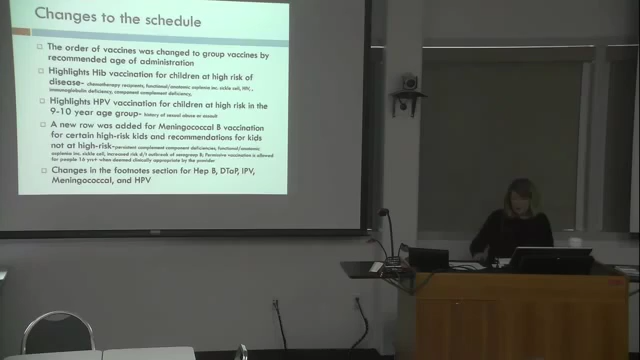 Changes to the schedule
□ The order of vaccines was changed to group vaccines by
recommended age of administration
□ Highlights Hib vaccination for children at high risk of
disease- chemotherapy recipients, functional/anatomic asplenia inc. sickle cell, HIV,
immunoglobulin deficiency, component complement deficiency,
□ Highlights HPV vaccination for children at high risk in the
9-10 year age group- history of sexual abuse or assault
□ A new row was added for Meningococcal B vaccination
for certain high-risk kids and recommendations for kids
not at high-risk- persistent complement component deficiencies, functional/anatomic
asplenia inc. sickle cell, increased risk d/t outbreak of serogroup B; Permissive vaccination is allowed
for people 16 yrs+ when deemed clinically appropriate by the provider
□ Changes in the footnotes section for Hep B, DTaP, IPV,
Meningococcal, and HPV